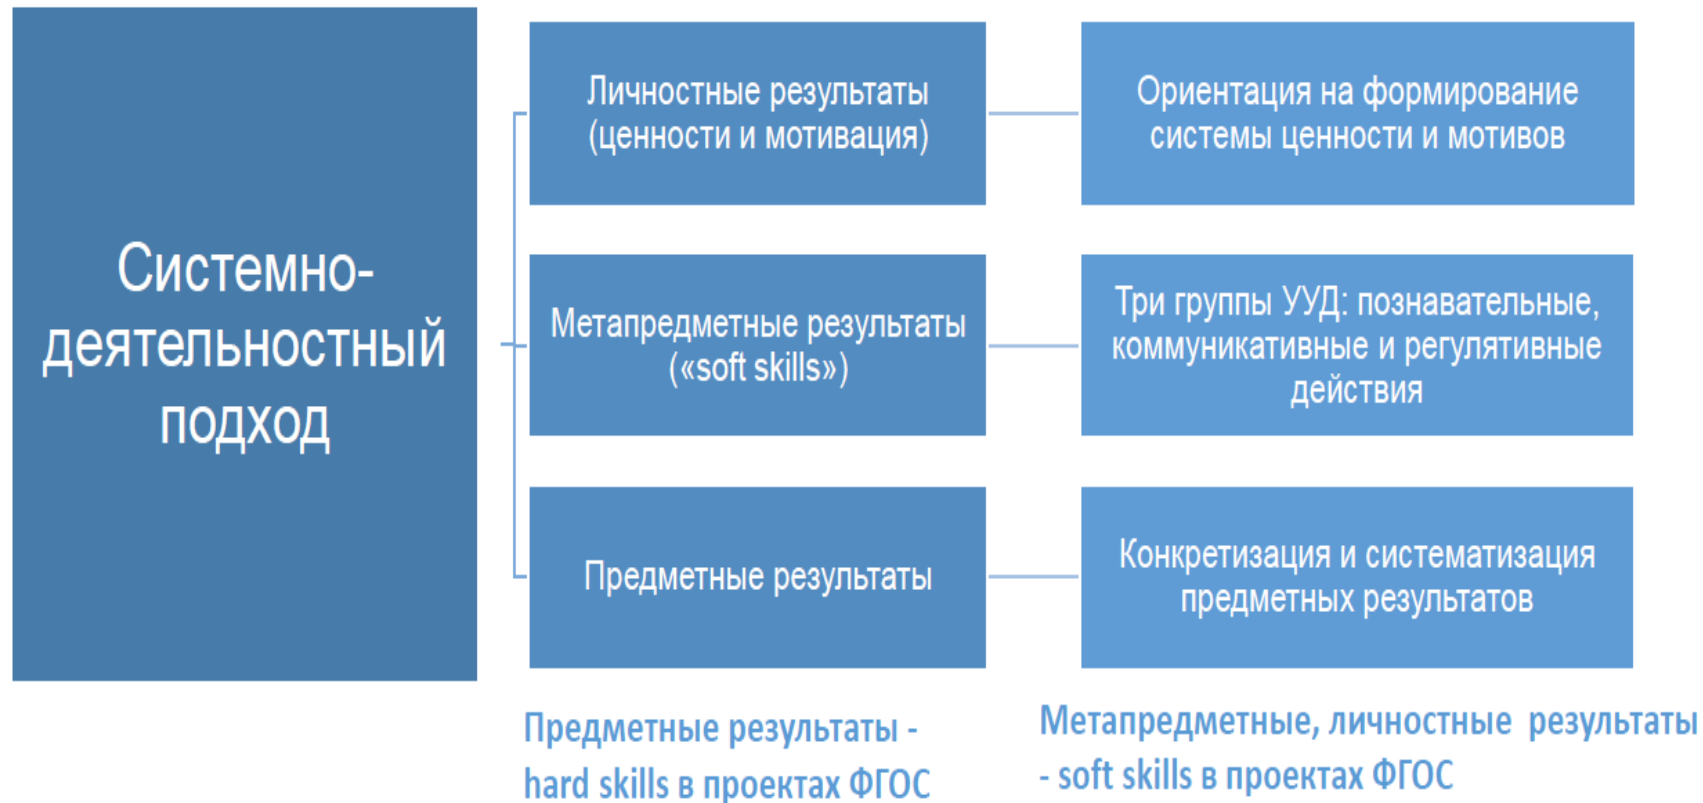 Системно-
деятельностный
подход
Личностные результаты
(ценности и мотивация)
Ориентация на формирование
системы ценности и мотивов
Метапредметные результаты
(«soft skills»)
Три группы УУД: познавательные,
коммуникативные и регулятивные
действия
Предметные результаты
Конкретизация и систематизация
предметных результатов
Предметные результаты -
hard skills в проектах ФГОС
Метапредметные, личностные результаты
- soft skills в проектах ФГОС